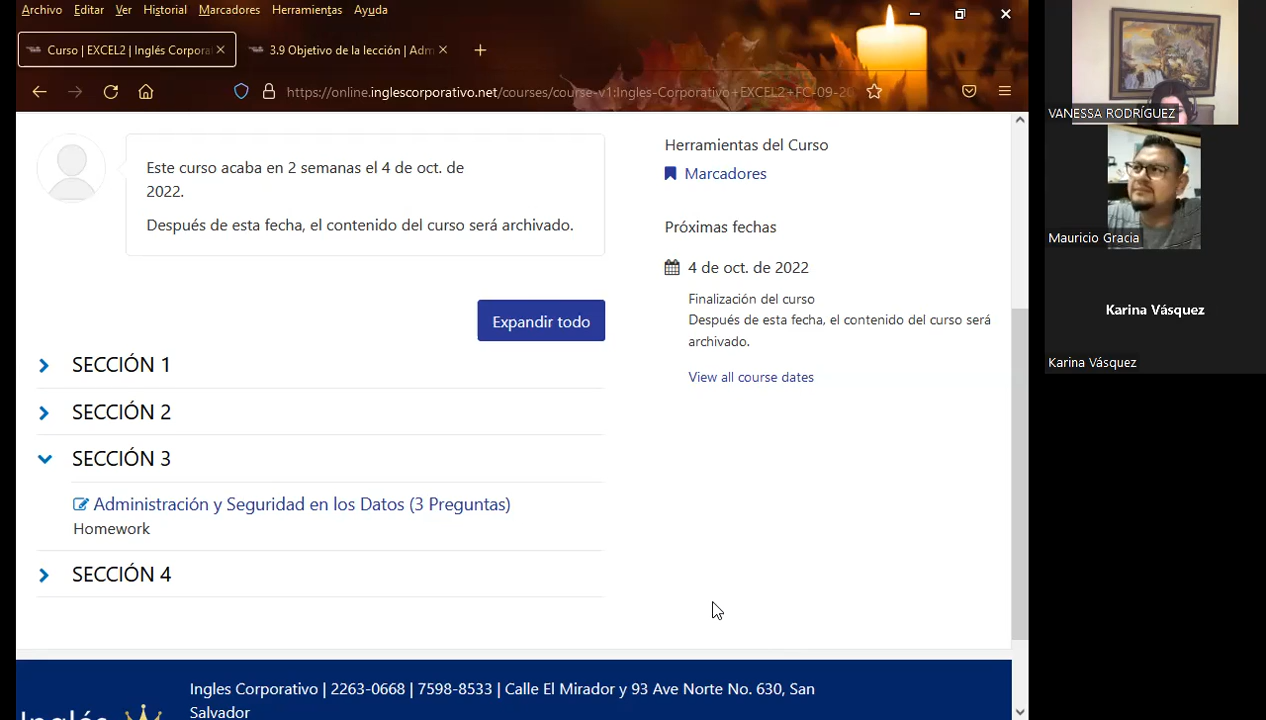 Archivo Editar Ver Historial Marcadores Herramientas Ayuda
Curso | EXCEL2 | Inglés Corpora
3.9 Objetivo de la lección | Adm
https://online.inglescorporativo.net/courses/course-v1:Ingles-Corporativo+EXCEL2+FC-09-20
Este curso acaba en 2 semanas el 4 de oct. de
2022.
Después de esta fecha, el contenido del curso será archivado.
Expandir todo
SECCIÓN 1
SECCIÓN 2
SECCIÓN 3
Administración y Seguridad en los Datos (3 Preguntas)
Homework
SECCIÓN 4
Herramientas del Curso
Marcadores
Próximas fechas
4 de oct. de 2022
Finalización del curso
Después de esta fecha, el contenido del curso será
archivado.
View all course dates
Ingles Corporativo | 2263-0668 | 7598-8533 | Calle El Mirador y 93 Ave Norte No. 630, San
Salvador
Inglés
VANESSA RODRÍGUEZ
Mauricio Gracia
Karina Vásquez
Karina Vásquez